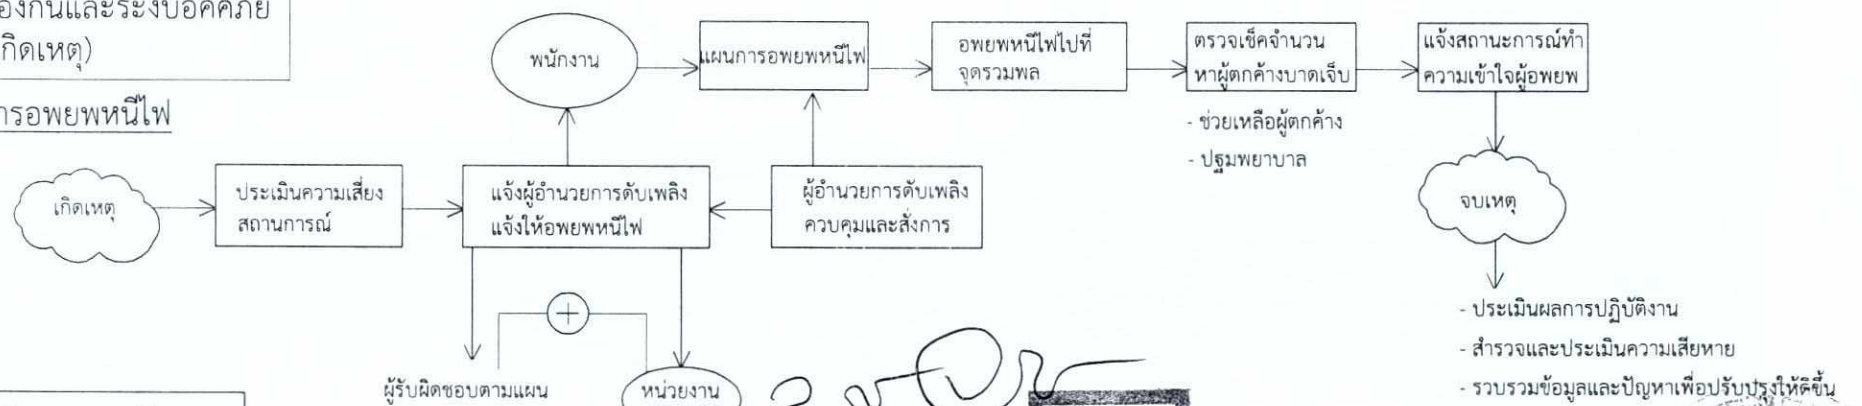 องกันและระงับอัคคีภัย
กิดเหตุ)
ารอพยพหนีไฟ
พนักงาน
แผนการอพยพหนีไฟ
อพยพหนีไฟไปที่
จุดรวมพล
ตรวจเช็คจำนวน
หาผู้ตกค้างบาดเจ็บ
- ช่วยเหลือผู้ตกค้าง
- ปฐมพยาบาล
แจ้งสถานะการณ์ทำ
ความเข้าใจผู้อพยพ
เกิดเหตุ
ประเมินความเสี่ยง
สถานการณ์
แจ้งผู้อำนวยการดับเพลิง
แจ้งให้อพยพหนีไฟ
ผู้อำนวยการดับเพลิง
ควบคุมและสั่งการ
จบเหตุ
- ประเมินผลการปฏิบัติงาน
- สำรวจและประเมินความเสียหาย
- รวบรวมข้อมูลและปัญหาเพื่อปรับปรุงให้ดีขึ้น
ผู้รับผิดชอบตามแผน
หน่วยงาน